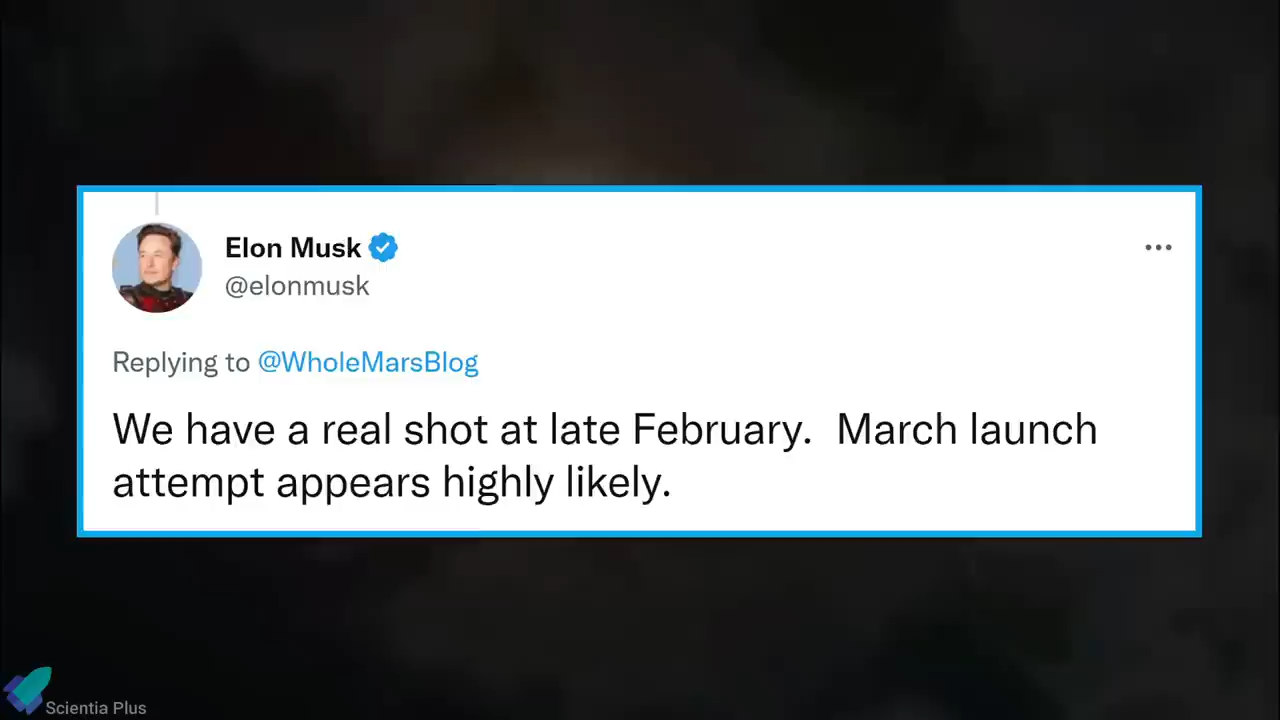 Elon Musk
@elonmusk
Replying to @WholeMarsBlog
We have a real shot at late February.  March launch
attempt appears highly likely.
Scientia Plus